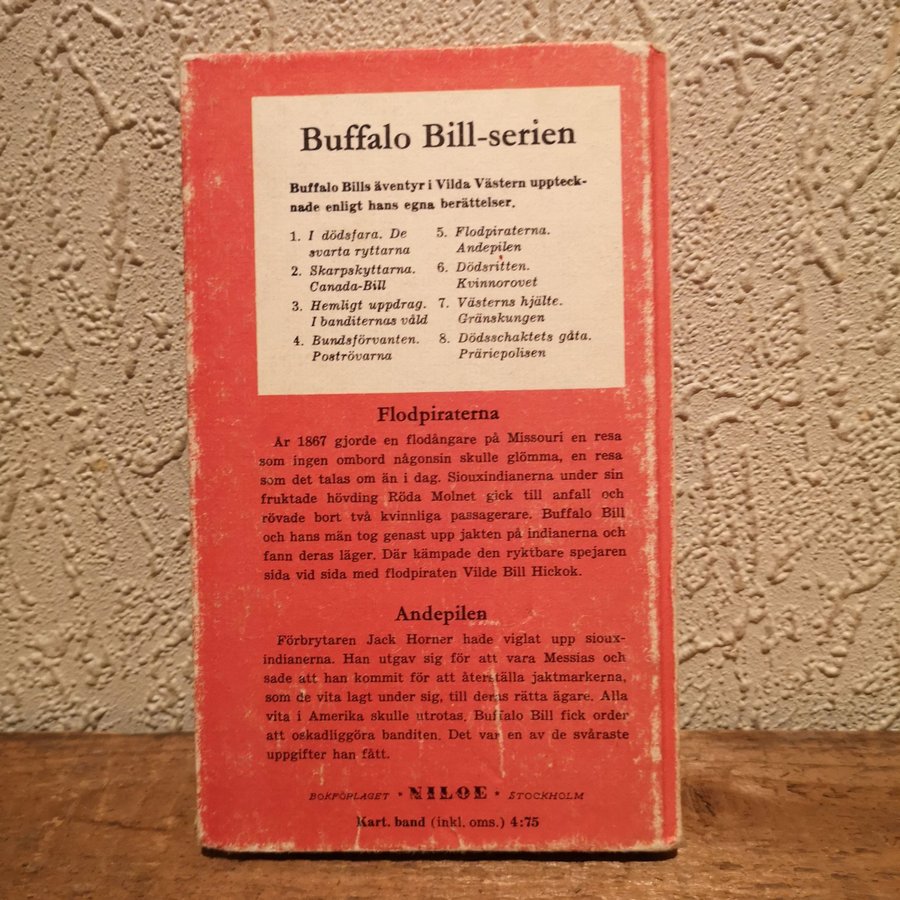 Buffalo Bill-serien
Buffalo Bills äventyr i Vilda Västern uppteck-
nade enligt hans egna berättelser.
1. I dödsfara. De
svarta ryttarna
2. Skarpskyttarna.
Canada-Bill
3. Hemligt uppdrag.
I banditernas våld
4. Bundsförvanten.
Poströvarna
5. Flodpiraterna.
Andepilen
6. Dödsritten.
Kvinnorovet
7. Västerns hjälte.
Gränskungen
8. Dödsschaktets gåta.
Präriepolisen
Flodpiraterna
År 1867 gjorde en flodångare på Missouri en resa
som ingen ombord någonsin skulle glömma, en resa
som det talas om än i dag. Siouxindianerna under sin
fruktade hövding Röda Molnet gick till anfall och
rövade bort två kvinnliga passagerare. Buffalo Bill
och hans män tog genast upp jakten på indianerna och
fann deras läger. Där kämpade den ryktbare spejaren
sida vid sida med flodpiraten Vilde Bill Hickok.
Andepilen
Förbrytaren Jack Horner hade viglat upp sioux-
indianerna. Han utgav sig för att vara Messias och
sade att han kommit för att återställa jaktmarkerna,
som de vita lagt under sig, till deras rätta ägare. Alla
vita i Amerika skulle utrotas. Buffalo Bill fick order
att oskadliggöra banditen. Det var en av de svåraste
uppgifter han fått.
BOKFÖRLAGET * NILOE * STOCKHOLM
Kart. band (inkl. oms.) 4:75